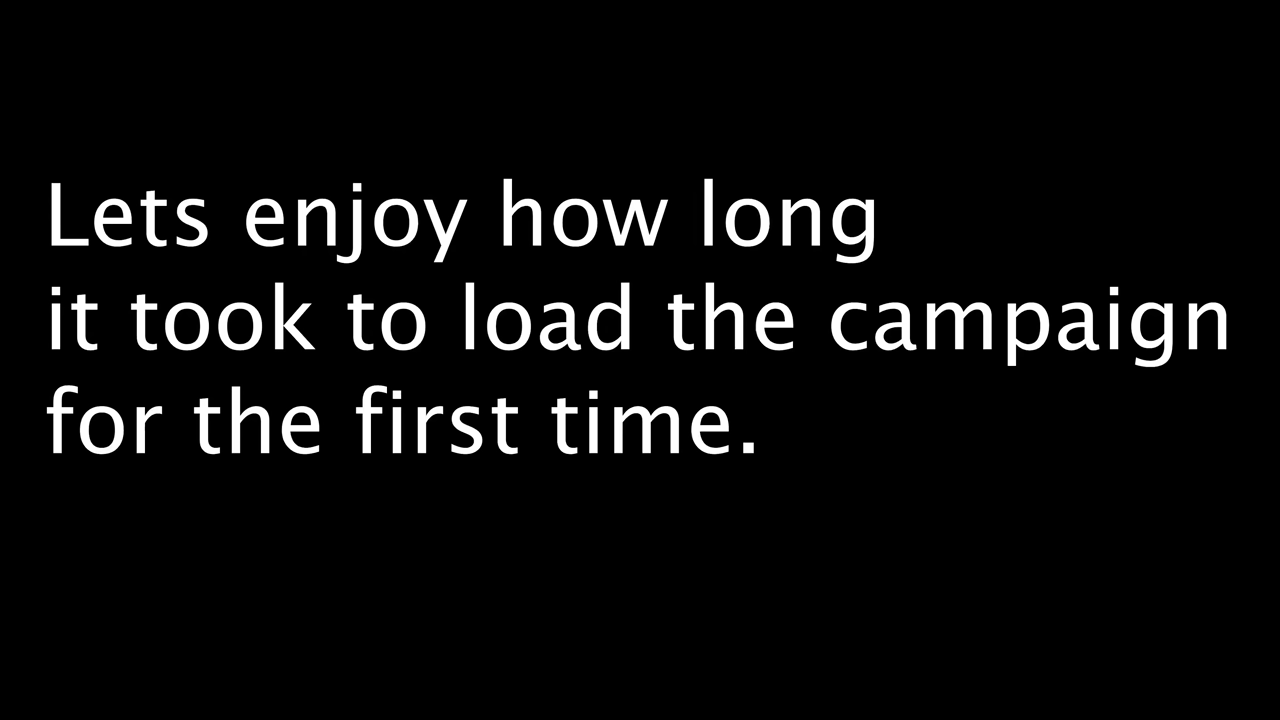 Lets enjoy how long
it took to load the campaign
for the first time.